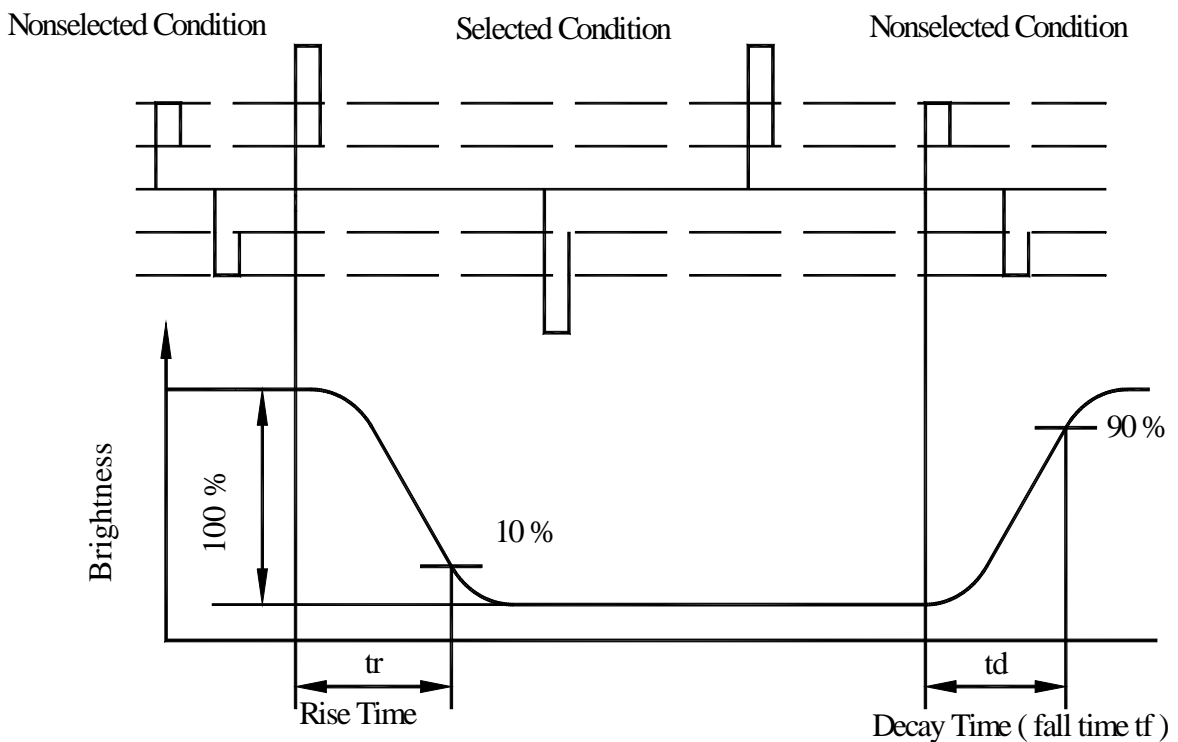 Nonselected Condition
Selected Condition
Nonselected Condition
Brightness
100 %
10 %
90 %
tr
td
Rise Time
Decay Time ( fall time tf )